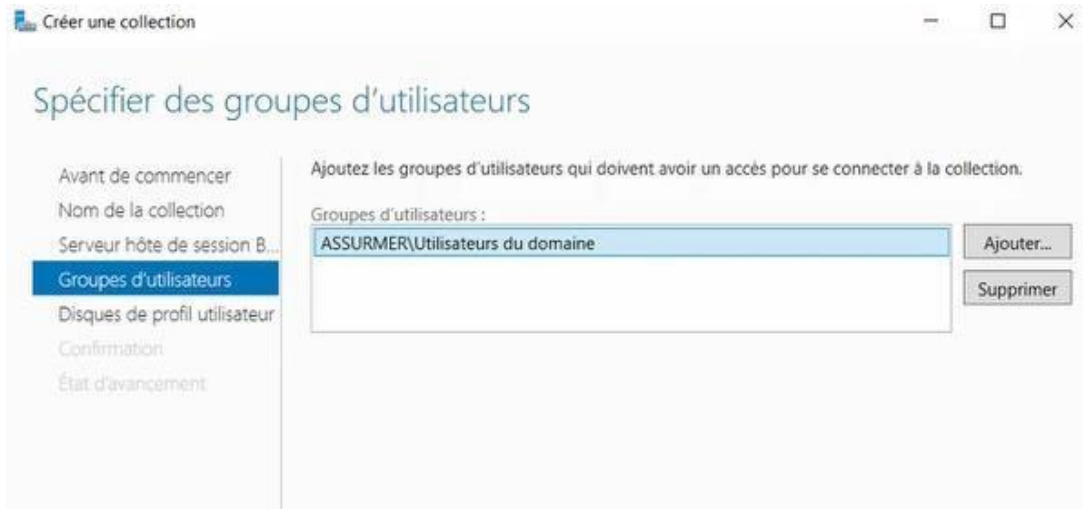 Créer une collection
Spécifier des groupes d'utilisateurs
Avant de commencer
Nom de la collection
Serveur hôte de session B...
Groupes d'utilisateurs
Disques de profil utilisateur
Confirmation
État d'avancement
Ajoutez les groupes d'utilisateurs qui doivent avoir un accès pour se connecter à la collection.
Groupes d'utilisateurs :
ASSURMER\Utilisateurs du domaine
Ajouter...
Supprimer